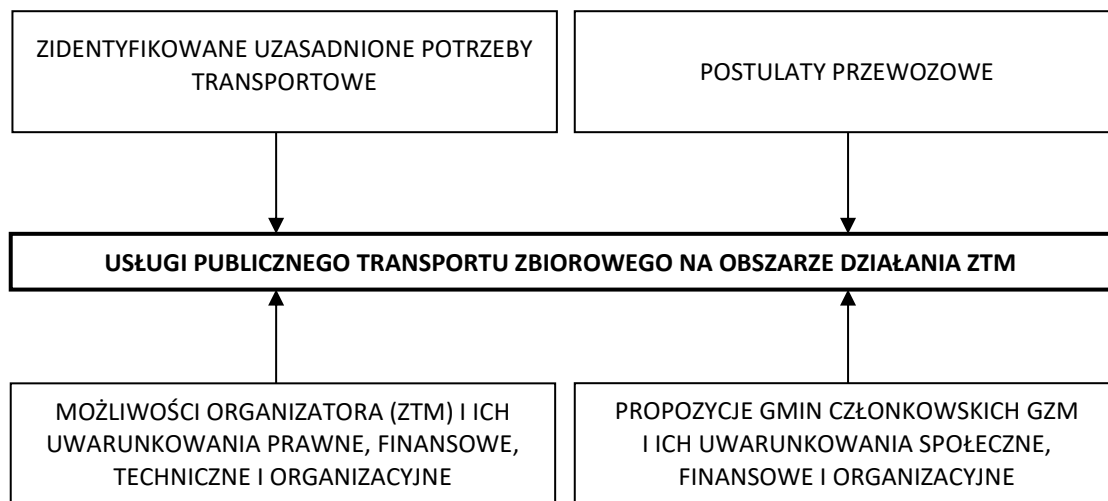 ZIDENTYFIKOWANE UZASADNIONE POTRZEBY
TRANSPORTOWE
POSTULATY PRZEWOZOWE
USŁUGI PUBLICZNEGO TRANSPORTU ZBIOROWEGO NA OBSZARZE DZIAŁANIA ZTM
MOŻLIWOŚCI ORGANIZATORA (ZTM) I ICH
UWARUNKOWANIA PRAWNE, FINANSOWE,
TECHNICZNE I ORGANIZACYJNE
PROPOZYCJE GMIN CZŁONKOWSKICH GZM
I ICH UWARUNKOWANIA SPOŁECZNE,
FINANSOWE I ORGANIZACYJNE